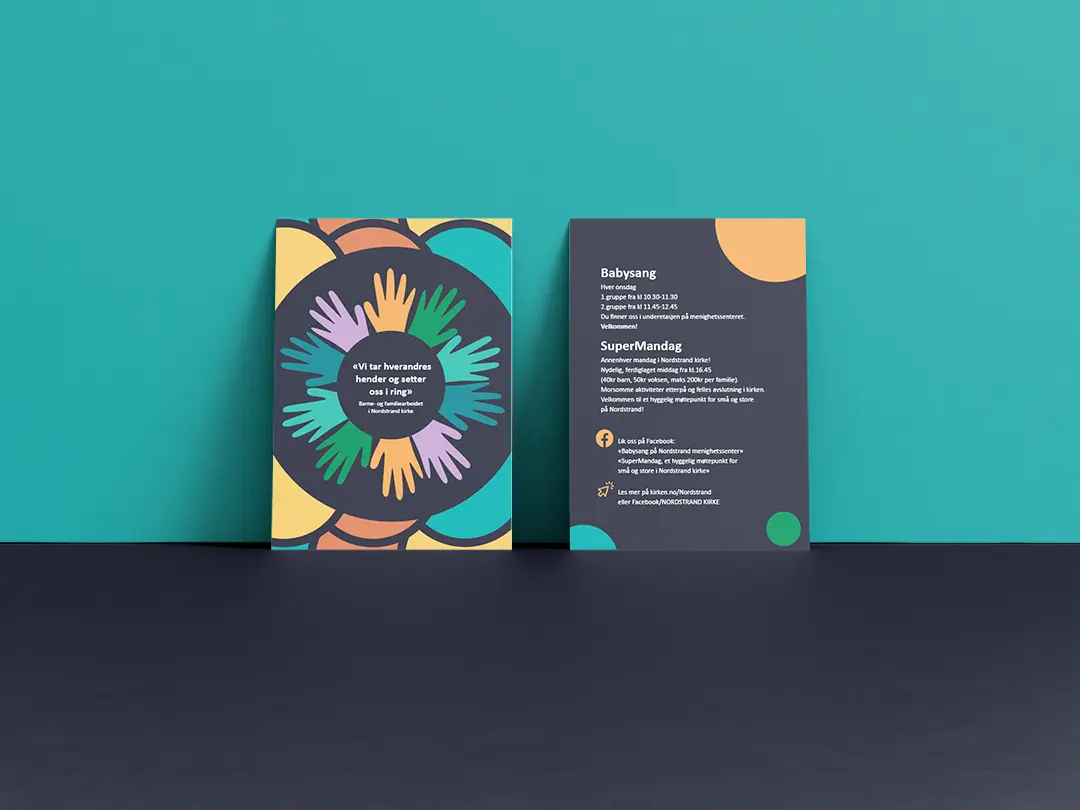 «Vi tar hverandres
hender og setter
oss i ring»
Barne- og familiearbeidet
i Nordstrand kirke
Babysang
Hver onsdag
1.gruppe fra kl 10.30-11.30
2.gruppe fra kl 11.45-12.45
Du finner oss i underetasjen på menighetssenteret.
Velkommen!
SuperMandag
Annenhver mandag i Nordstrand kirke!
Nydelig, ferdiglaget middag fra kl.16.45
(40kr barn, 50kr voksen, maks 200kr per familie).
Morsomme aktiviteter etterpå og felles avslutning i kirken.
Velkommen til et hyggelig møtepunkt for små og store
på Nordstrand!
Lik oss på Facebook:
«Babysang på Nordstrand menighetssenter»
«SuperMandag, et hyggelig møtepunkt for
små og store i Nordstrand kirke»
Les mer på kirken.no/Nordstrand
eller Facebook/NORDSTRAND KIRKE